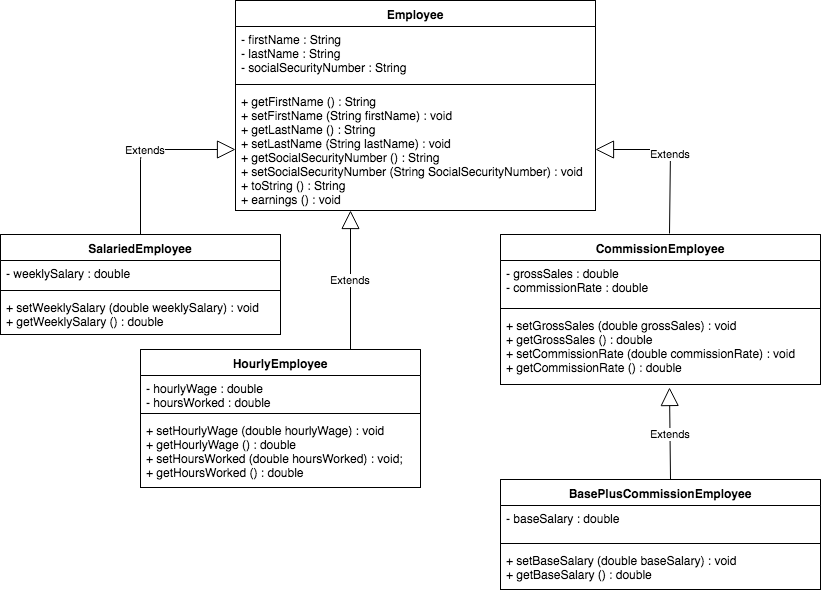 Employee
- firstName : String
- lastName : String
- socialSecurityNumber : String
+ getFirstName () : String
+ setFirstName (String firstName) : void
+ getLastName () : String
+ setLastName (String lastName) : void
+ getSocialSecurityNumber () : String
+ setSocialSecurityNumber (String SocialSecurityNumber) : void
+ toString () : String
+ earnings () : void
Extends
Extends
Extends
SalariedEmployee
- weeklySalary : double
+ setWeeklySalary (double weeklySalary) : void
+ getWeeklySalary () : double
HourlyEmployee
- hourlyWage : double
- hoursWorked : double
+ setHourlyWage (double hourlyWage) : void
+ getHourlyWage () : double
+ setHoursWorked (double hoursWorked) : void;
+ getHoursWorked () : double
CommissionEmployee
- grossSales : double
- commissionRate : double
+ setGrossSales (double grossSales) : void
+ getGrossSales () : double
+ setCommissionRate (double commissionRate) : void
+ getCommissionRate () : double
Extends
BasePlusCommissionEmployee
- baseSalary : double
+ setBaseSalary (double baseSalary) : void
+ getBaseSalary () : double